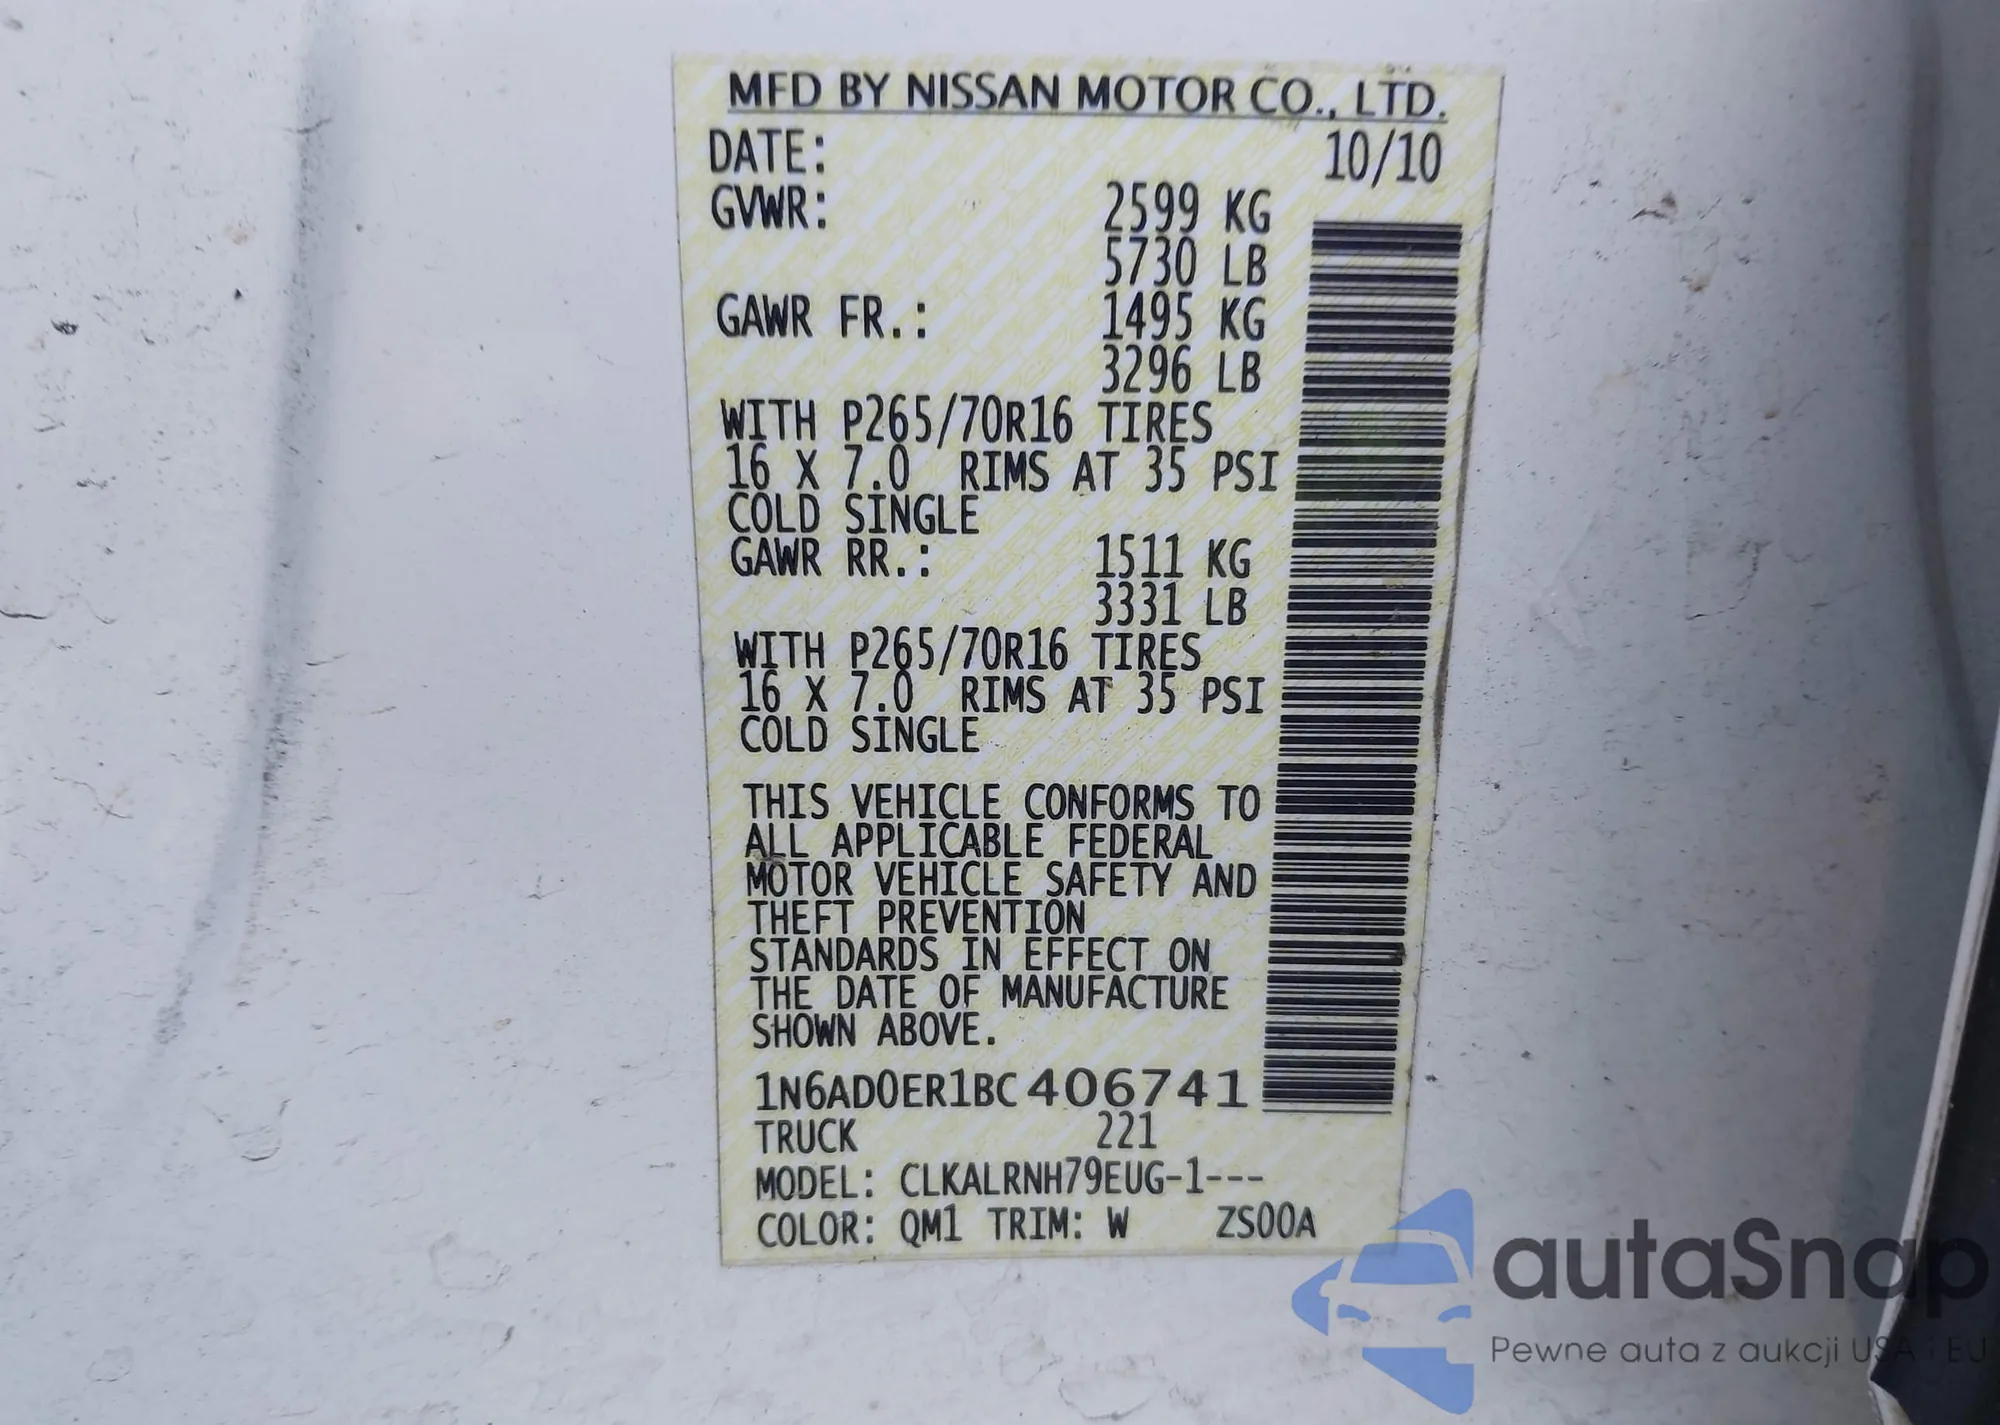 MFD BY NISSAN MOTOR CO., LTD.
DATE: 10/10
GVWR: 2599 KG
5730 LB
GAWR FR.: 1495 KG
3296 LB
WITH P265/70R16 TIRES
16 X 7.0 RIMS AT 35 PSI
COLD SINGLE
GAWR RR.: 1511 KG
3331 LB
WITH P265/70R16 TIRES
16 X 7.0 RIMS AT 35 PSI
COLD SINGLE
THIS VEHICLE CONFORMS TO
ALL APPLICABLE FEDERAL
MOTOR VEHICLE SAFETY AND
THEFT PREVENTION
STANDARDS IN EFFECT ON
THE DATE OF MANUFACTURE
SHOWN ABOVE.
1N6AD0ER1BC406741
TRUCK 221
MODEL: CLKALRNH79EUG-1---
COLOR: QM1 TRIM: W ZS00A
autaSnap
Pewne auta z aukcji USA i EU